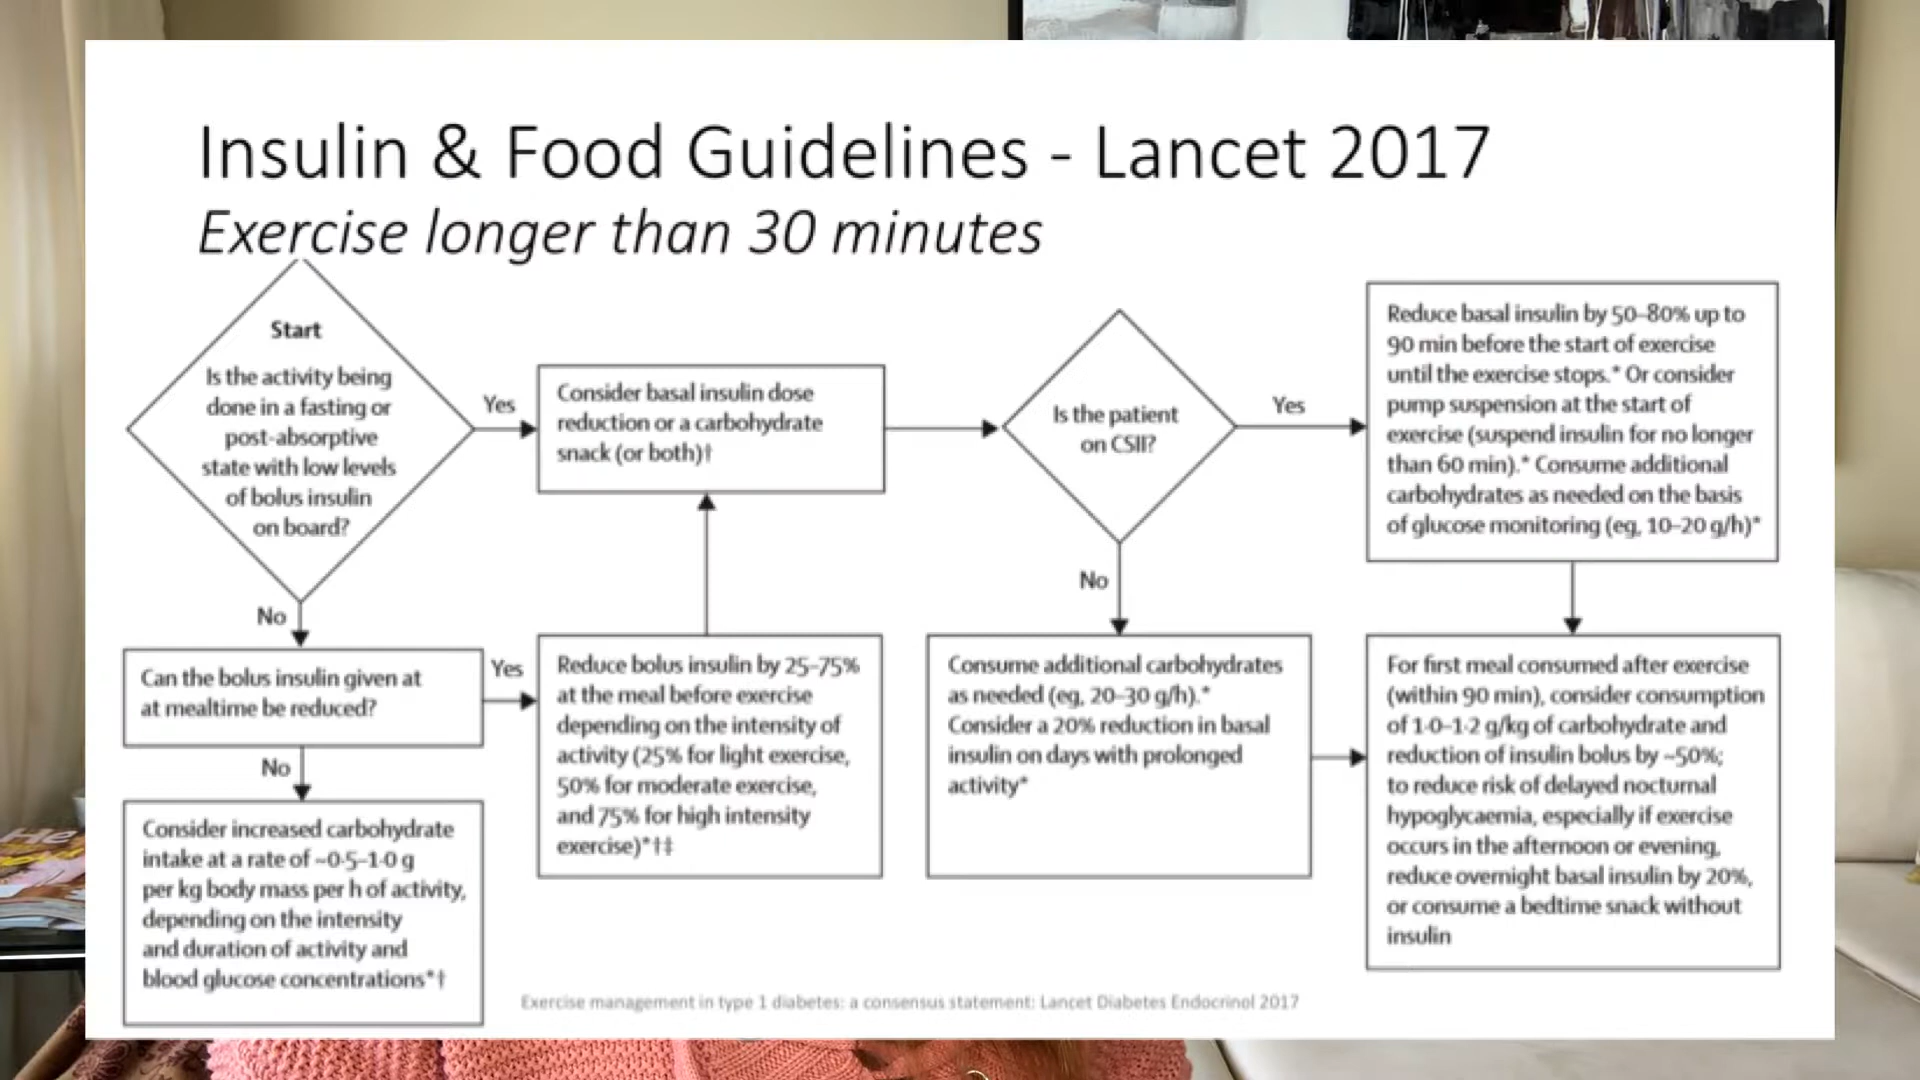 Insulin & Food Guidelines - Lancet 2017
Exercise longer than 30 minutes
Start
Is the activity being
done in a fasting or
post-absorptive
state with low levels
of bolus insulin
on board?
Yes
Consider basal insulin dose
reduction or a carbohydrate
snack (or both)†
Is the patient
on CSII?
Yes
Reduce basal insulin by 50–80% up to
90 min before the start of exercise
until the exercise stops.* Or consider
pump suspension at the start of
exercise (suspend insulin for no longer
than 60 min).* Consume additional
carbohydrates as needed on the basis
of glucose monitoring (eg, 10–20 g/h)*
No
Can the bolus insulin given at
at mealtime be reduced?
Yes
Reduce bolus insulin by 25–75%
at the meal before exercise
depending on the intensity of
activity (25% for light exercise,
50% for moderate exercise,
and 75% for high intensity
exercise)*†‡
No
Consume additional carbohydrates
as needed (eg, 20–30 g/h).*
Consider a 20% reduction in basal
insulin on days with prolonged
activity*
For first meal consumed after exercise
(within 90 min), consider consumption
of 1·0–1·2 g/kg of carbohydrate and
reduction of insulin bolus by ~50%;
to reduce risk of delayed nocturnal
hypoglycaemia, especially if exercise
occurs in the afternoon or evening,
reduce overnight basal insulin by 20%,
or consume a bedtime snack without
insulin
No
Consider increased carbohydrate
intake at a rate of ~0·5–1·0 g
per kg body mass per h of activity,
depending on the intensity
and duration of activity and
blood glucose concentrations*†
Exercise management in type 1 diabetes: a consensus statement: Lancet Diabetes Endocrinol 2017